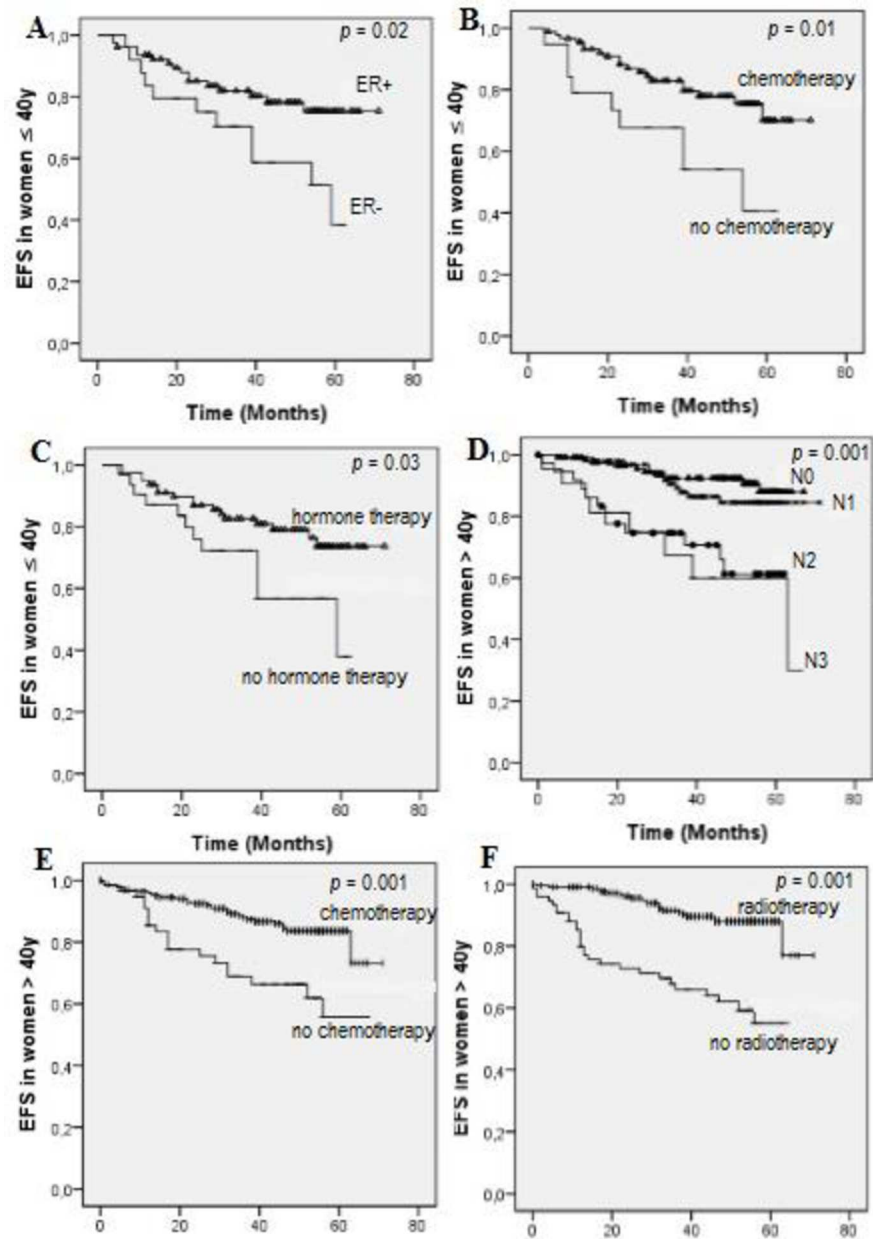 A
p = 0.02
1,0
0,8
0,6
0,4
0,2
0,0
ER+
ER-
EFS in women ≤ 40y
0 20 40 60 80
Time (Months)
B
p = 0.01
1,0
0,8
0,6
0,4
0,2
0,0
chemotherapy
no chemotherapy
EFS in women ≤ 40y
0 20 40 60 80
Time (Months)
C
p = 0.03
1,0
0,8
0,6
0,4
0,2
0,0
hormone therapy
no hormone therapy
EFS in women ≤ 40y
0 20 40 60 80
Time (Months)
D
p = 0.001
1,0
0,8
0,6
0,4
0,2
0,0
N0
N1
N2
N3
EFS in women > 40y
0 20 40 60 80
Time (Months)
E
p = 0.001
1,0
0,8
0,6
0,4
0,2
0,0
chemotherapy
no chemotherapy
EFS in women > 40y
0 20 40 60 80
F
p = 0.001
1,0
0,8
0,6
0,4
0,2
0,0
radiotherapy
no radiotherapy
EFS in women > 40y
0 20 40 60 80